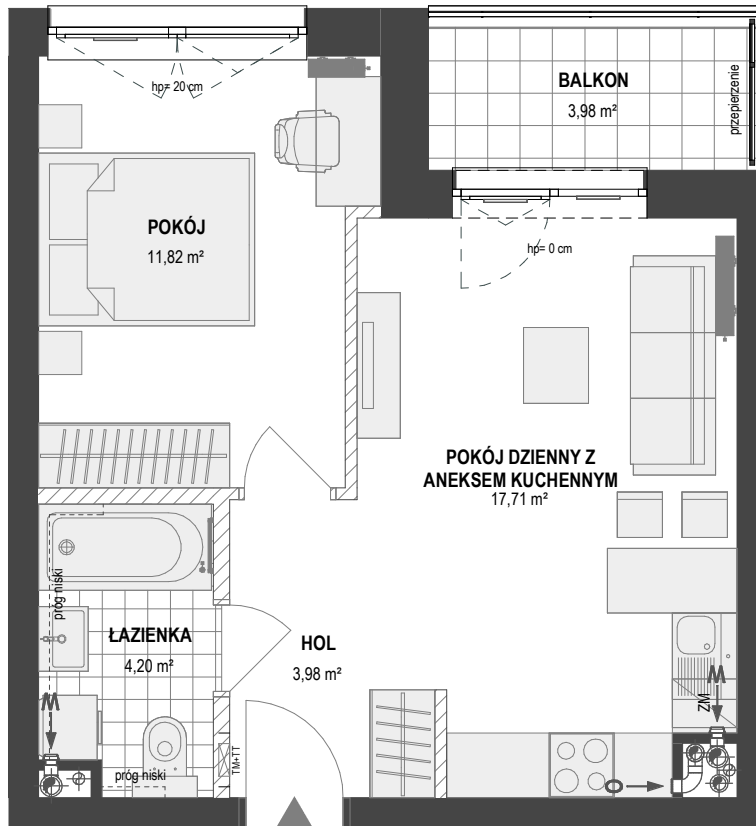 hp= 20 cm
BALKON
3,98 m²
przepierzenie
POKÓJ
11,82 m²
hp= 0 cm
POKÓJ DZIENNY Z
ANEKSEM KUCHENNYM
17,71 m²
próg niski
ŁAZIENKA
4,20 m²
HOL
3,98 m²
ZM
TM+TT
próg niski